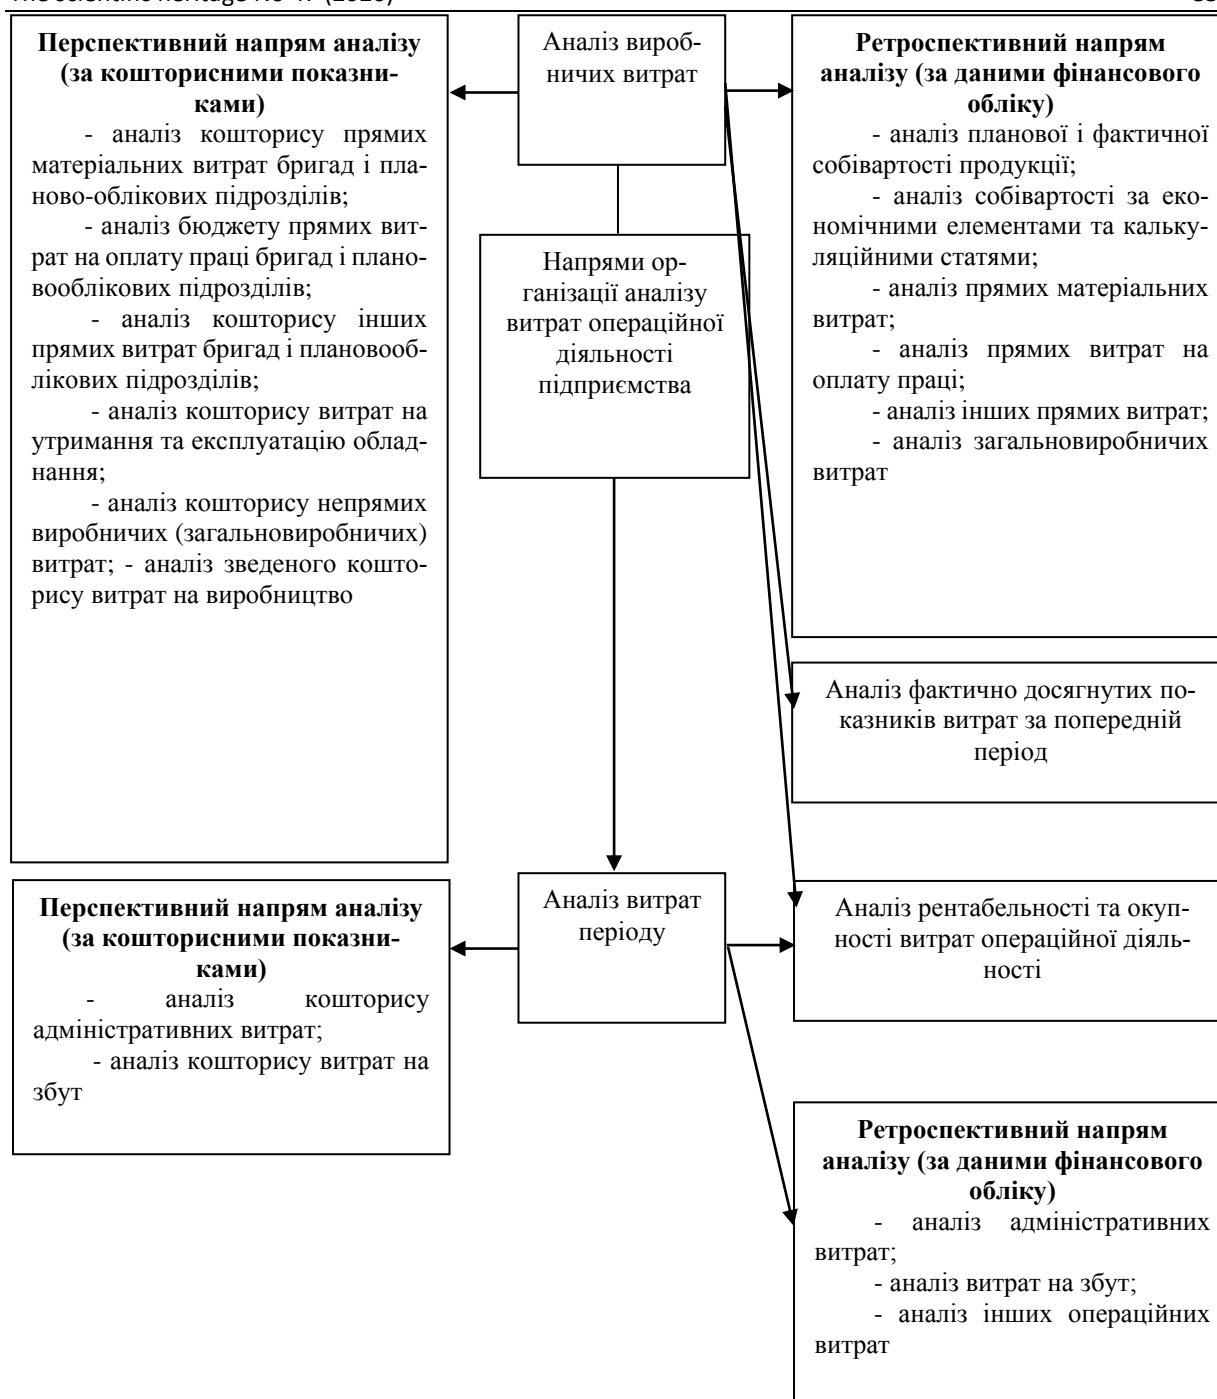 Перспективний напрям аналізу
(за кошторисними показни-
ками)
- аналіз кошторису прямих
матеріальних витрат бригад і пла-
ново-облікових підрозділів;
- аналіз бюджету прямих вит-
рат на оплату праці бригад і плано-
вооблікових підрозділів;
- аналіз кошторису інших
прямих витрат бригад і планвооб-
лікових підрозділів;
- аналіз кошторису витрат на
утримання та експлуатацію облад-
нання;
- аналіз кошторису непрямих
виробничих (загальновиробничих)
витрат; - аналіз зведеного кошто-
рису витрат на виробництво
Аналіз вироб-
ничих витрат
Ретроспективний напрям
аналізу (за даними фінансового
обліку)
- аналіз планової і фактичної
собівартості продукції;
- аналіз собівартості за еко-
номічними елементами та кальку-
ляційними статями;
- аналіз прямих матеріальних
витрат;
- аналіз прямих витрат на
оплату праці;
- аналіз інших прямих витрат;
- аналіз загальновиробничих
витрат
Напрями ор-
ганізації аналізу
витрат операційної
діяльності
підприємства
Аналіз фактично досягнутих по-
казників витрат за попередній
період
Перспективний напрям аналізу
(за кошторисними показни-
ками)
- аналіз кошторису
адміністративних витрат;
- аналіз кошторису витрат на
збут
Аналіз витрат
періоду
Аналіз рентабельності та окуп-
ності витрат операційної діяль-
ності
Ретроспективний напрям
аналізу (за даними фінансового
обліку)
- аналіз адміністративних
витрат;
- аналіз витрат на збут;
- аналіз інших операційних
витрат